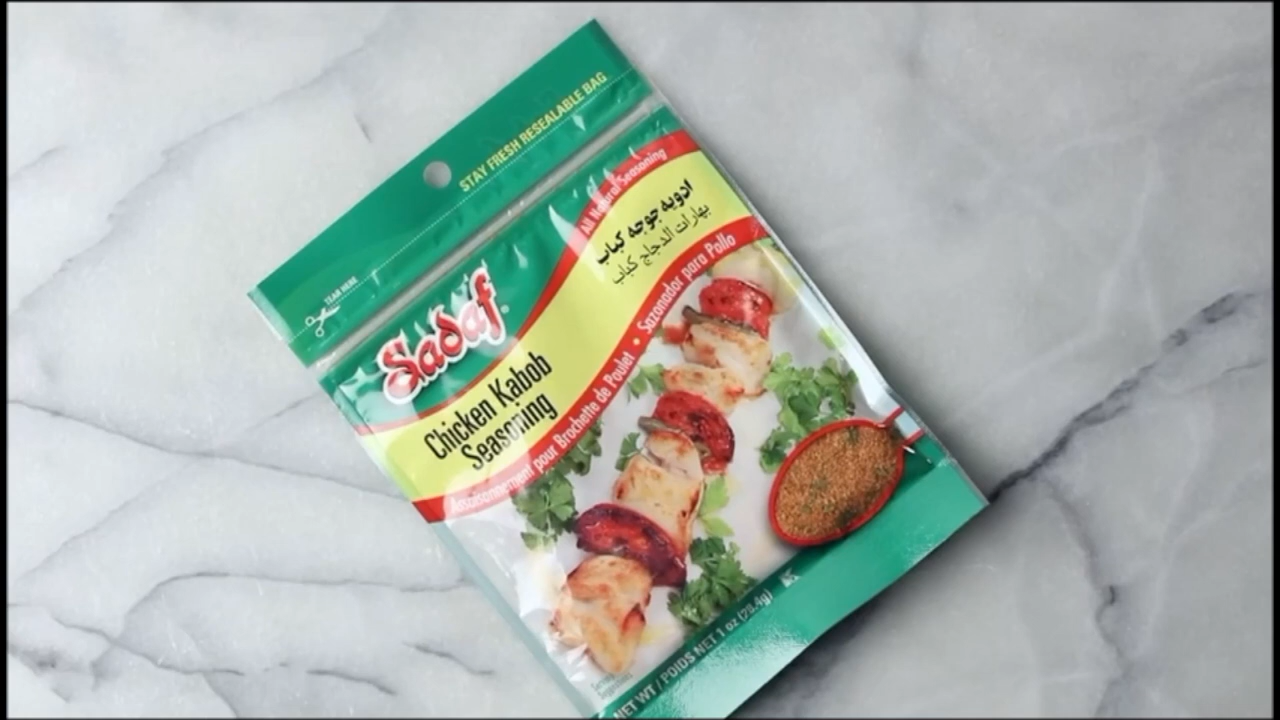 STAY FRESH RESEALABLE BAG
TEAR HERE
All Natural Seasoning
ادویه جوجه کباب
بهارات الدجاج كباب
Sadaf
Chicken Kabob
Seasoning
Assaisonnement pour Brochette de Poulet • Sazonador para Pollo
NET WT / POIDS NET 1 oz (28.4g)
K